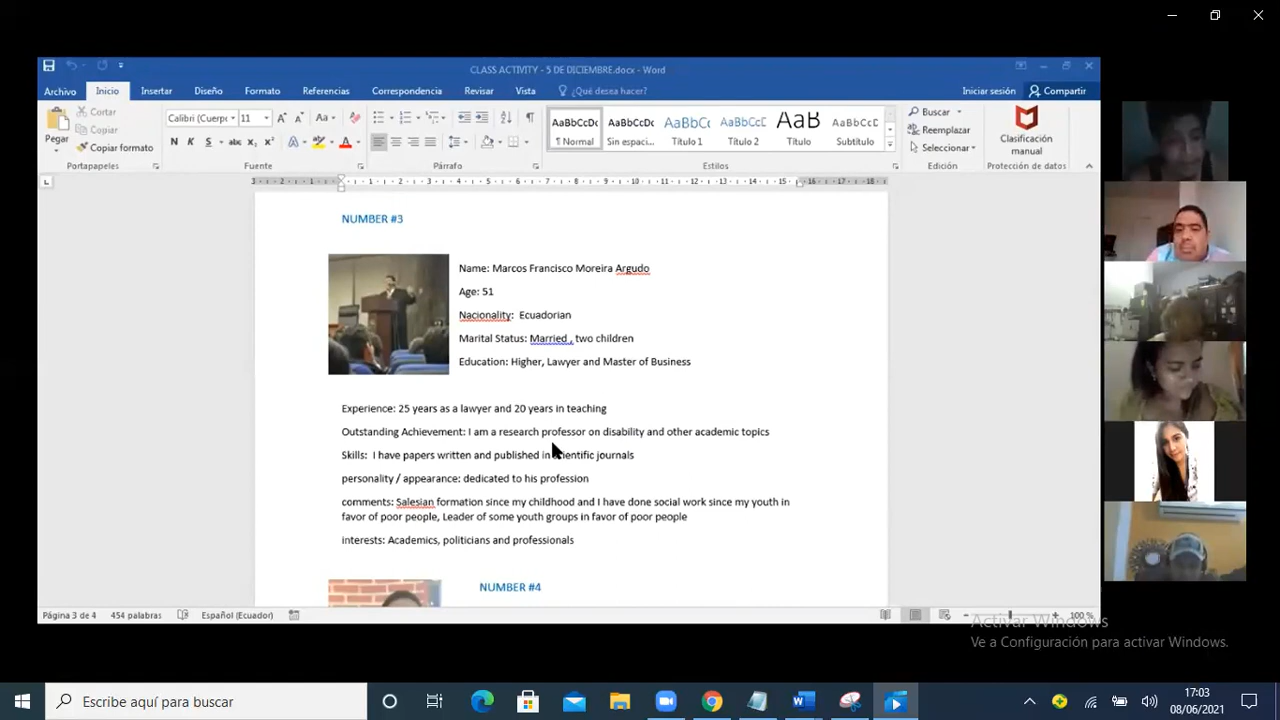 CLASS ACTIVITY - 5 DE DICIEMBRE.docx - Word
Archivo Inicio Insertar Diseño Formato Referencias Correspondencia Revisar Vista ¿Qué desea hacer? Iniciar sesión Compartir
Pegar
Cortar
Copiar
Copiar formato
Portapapeles
Calibri (Cuerp 11
Fuente
Párrafo
AaBbCcDc AaBbCcDc AaBbCc AaBbCcC AaB AaBbCcD
¶ Normal Sin espaci... Título 1 Título 2 Título Subtítulo
Estilos
Buscar
Reemplazar
Seleccionar
Edición
Clasificación
manual
Protección de datos
NUMBER #3
Name: Marcos Francisco Moreira Argudo
Age: 51
Nacionality: Ecuadorian
Marital Status: Married , two children
Education: Higher, Lawyer and Master of Business
Experience: 25 years as a lawyer and 20 years in teaching
Outstanding Achievement: I am a research professor on disability and other academic topics
Skills: I have papers written and published in scientific journals
personality / appearance: dedicated to his profession
comments: Salesian formation since my childhood and I have done social work since my youth in
favor of poor people, Leader of some youth groups in favor of poor people
interests: Academics, politicians and professionals
NUMBER #4
Página 3 de 4 454 palabras Español (Ecuador) 100 %
Activar Windows
Ve a Configuración para activar Windows.
Escribe aquí para buscar
17:03
08/06/2021